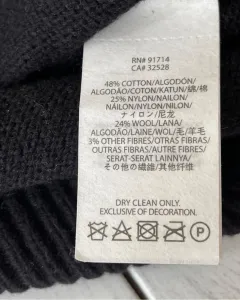 RN# 91714
CA# 32528
48% COTTON/ALGODÓN/
ALGODÃO/COTON/KATUN/綿/棉
25% NYLON/NAILON/
NÁILON/NYLON/NILON/
ナイロン/尼龙
24% WOOL/LANA/
ALGODÃO/LAINE/WOL/毛/羊毛
3% OTHER FIBRES/OTRAS FIBRAS/
OUTRAS FIBRAS/AUTRE FIBRES/
SERAT-SERAT LAINNYA/
その他の繊維/其他纤维
DRY CLEAN ONLY.
EXCLUSIVE OF DECORATION.
P